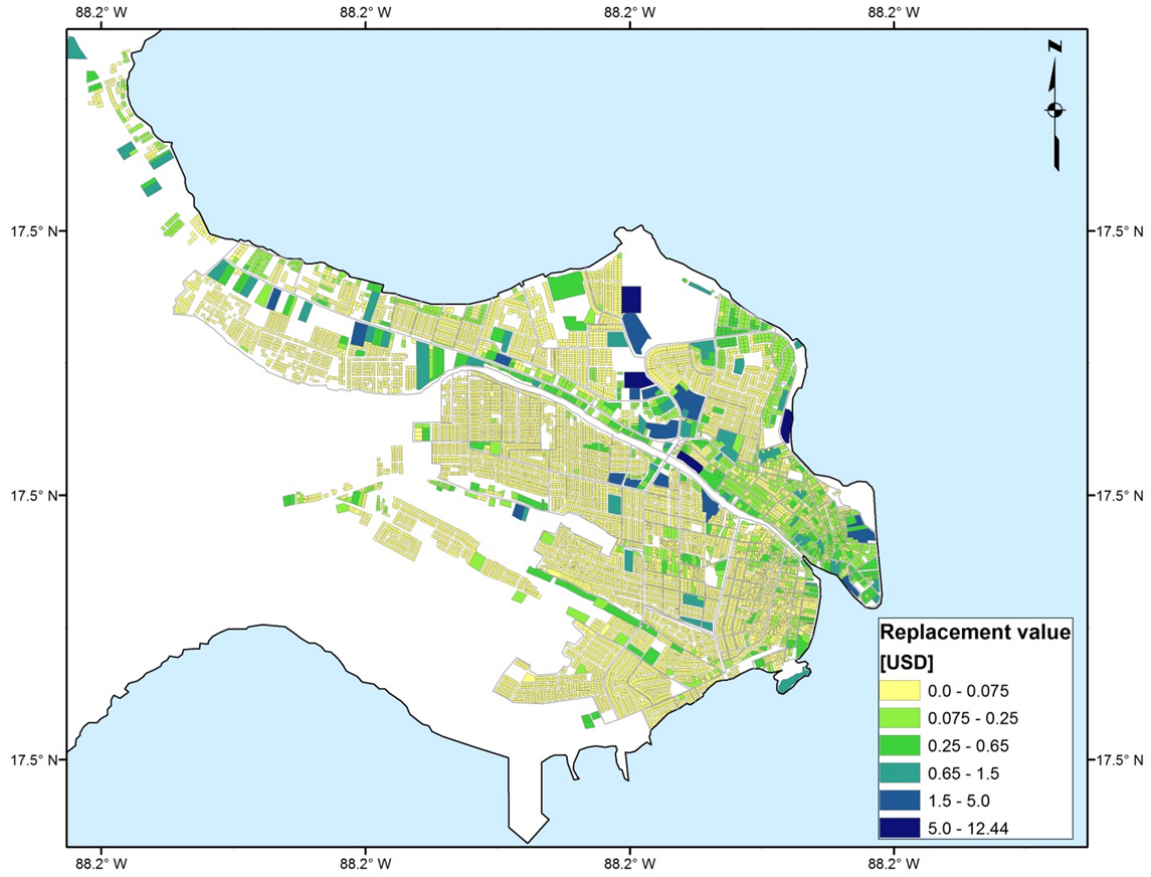 88.2° W 88.2° W 88.2° W 88.2° W
N
17.5° N 17.5° N
17.5° N 17.5° N
Replacement value
[USD]
0.0 - 0.075
0.075 - 0.25
0.25 - 0.65
0.65 - 1.5
1.5 - 5.0
5.0 - 12.44
17.5° N 17.5° N
88.2° W 88.2° W 88.2° W 88.2° W